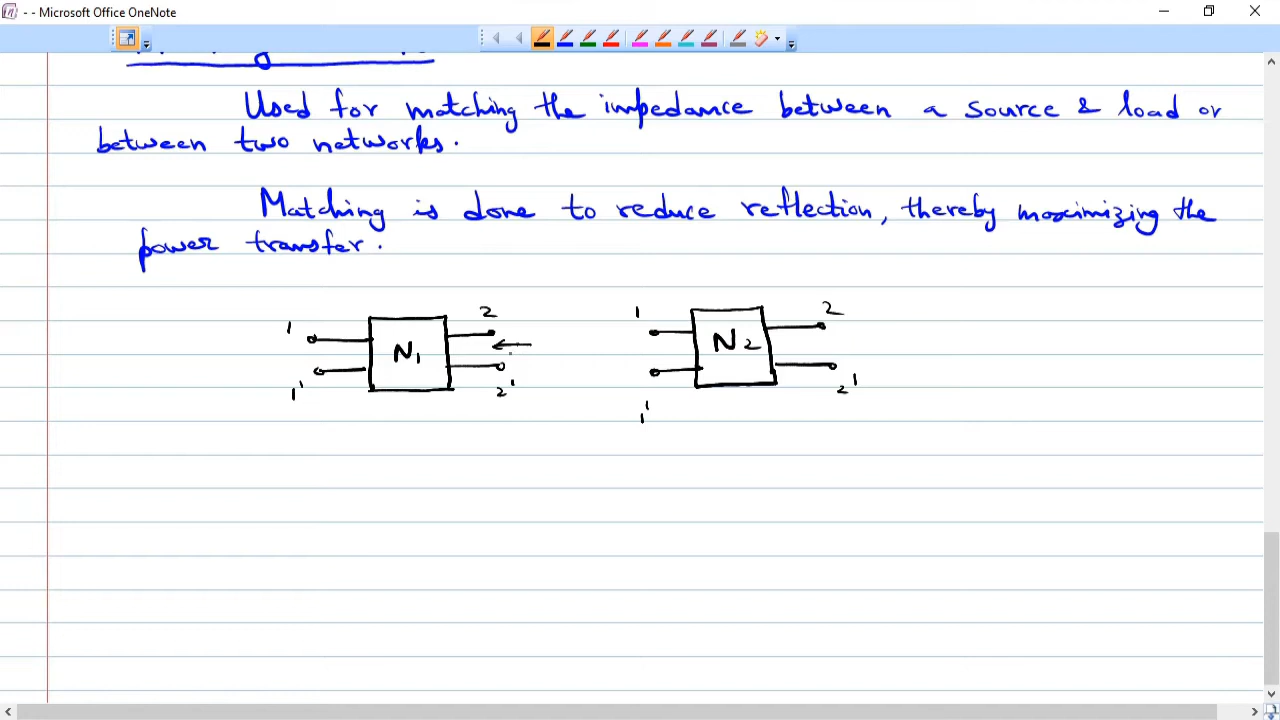 - - Microsoft Office OneNote
Used for matching the impedance between a source & load or
between two networks.
Matching is done to reduce reflection, thereby maximizing the
power transfer.
1 N1 2
1' 2'
1 N2 2
1' 2'